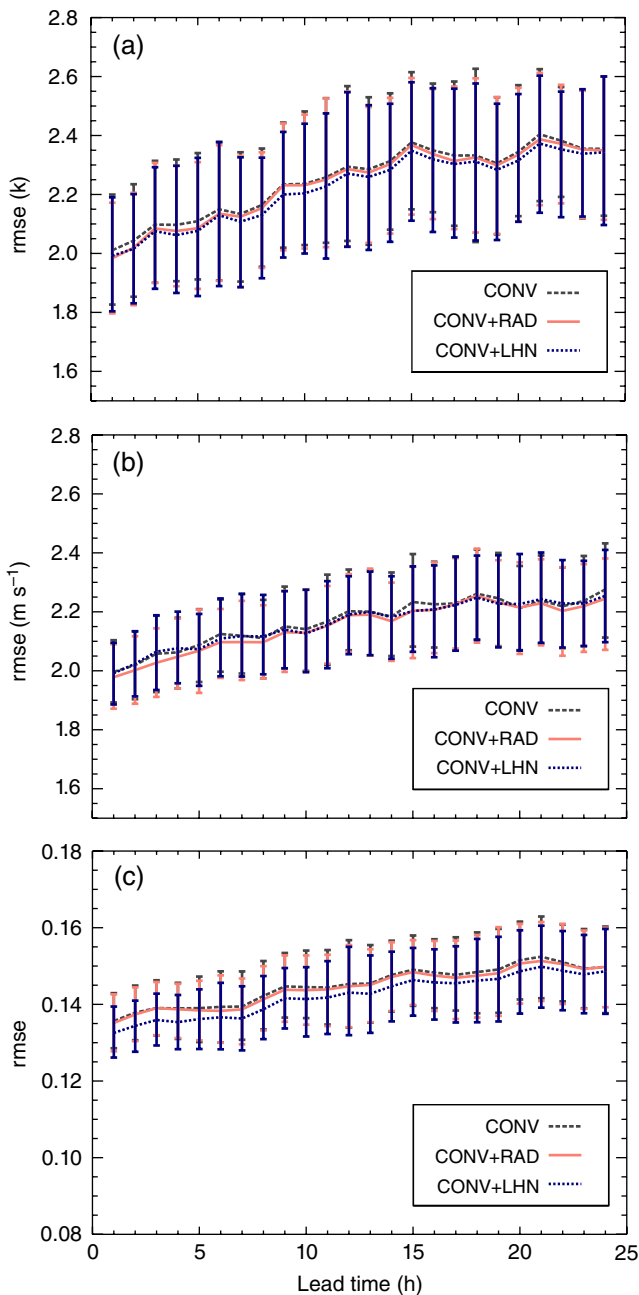 (a)
2.8
2.6
2.4
2.2
2.0
1.8
1.6
rmse (k)
CONV
CONV+RAD
CONV+LHN
(b)
2.8
2.6
2.4
2.2
2.0
1.8
1.6
rmse (m s⁻¹)
CONV
CONV+RAD
CONV+LHN
(c)
0.18
0.16
0.14
0.12
0.10
0.08
rmse
CONV
CONV+RAD
CONV+LHN
0 5 10 15 20 25
Lead time (h)